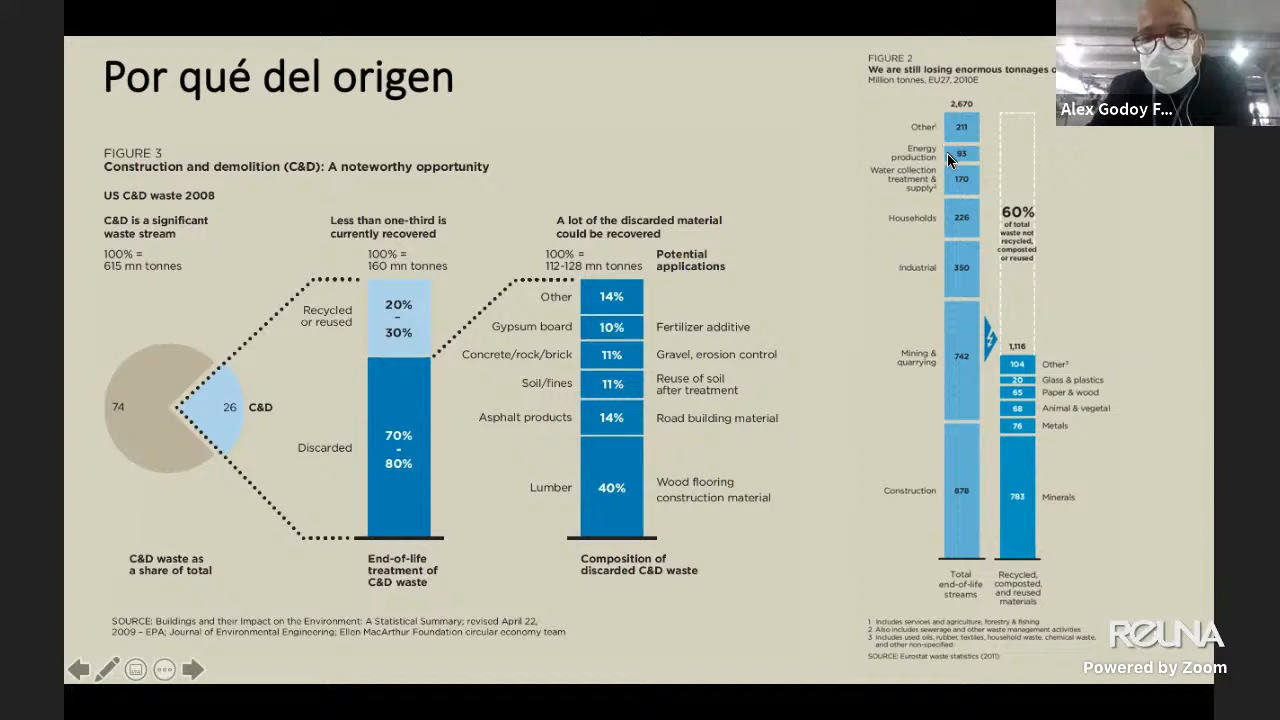 Por qué del origen
FIGURE 3
Construction and demolition (C&D): A noteworthy opportunity
US C&D waste 2008
C&D is a significant
waste stream
100% =
615 mn tonnes
74
26
C&D
C&D waste as
a share of total
Less than one-third is
currently recovered
100% =
160 mn tonnes
Recycled
or reused
20%
–
30%
Discarded
70%
-
80%
End-of-life
treatment of
C&D waste
A lot of the discarded material
could be recovered
100% =
112-128 mn tonnes
Potential
applications
Other 14%
Gypsum board 10% Fertilizer additive
Concrete/rock/brick 11% Gravel, erosion control
Soil/fines 11% Reuse of soil
after treatment
Asphalt products 14% Road building material
Lumber 40% Wood flooring
construction material
Composition of
discarded C&D waste
SOURCE: Buildings and their Impact on the Environment: A Statistical Summary; revised April 22,
2009 – EPA; Journal of Environmental Engineering; Ellen MacArthur Foundation circular economy team
FIGURE 2
We are still losing enormous tonnages o
Million tonnes, EU27, 2010E
2,670
Other¹ 211
Energy
production 93
Water collection
treatment &
supply² 170
Households 226
Industrial 350
Mining &
quarrying 742
Construction 878
Total
end-of-life
streams
60%
of total
waste not
recycled,
composted
or reused
1,116
104 Other³
20 Glass & plastics
65 Paper & wood
68 Animal & vegetal
76 Metals
783 Minerals
Recycled,
composted,
and reused
materials
1 Includes services and agriculture, forestry & fishing
2 Also includes sewerage and other waste management activities
3 Includes used oils, rubber, textiles, household waste, chemical waste,
and other non-specified
SOURCE: Eurostat waste statistics (2011)
Alex Godoy F...
REUNA
Powered by Zoom